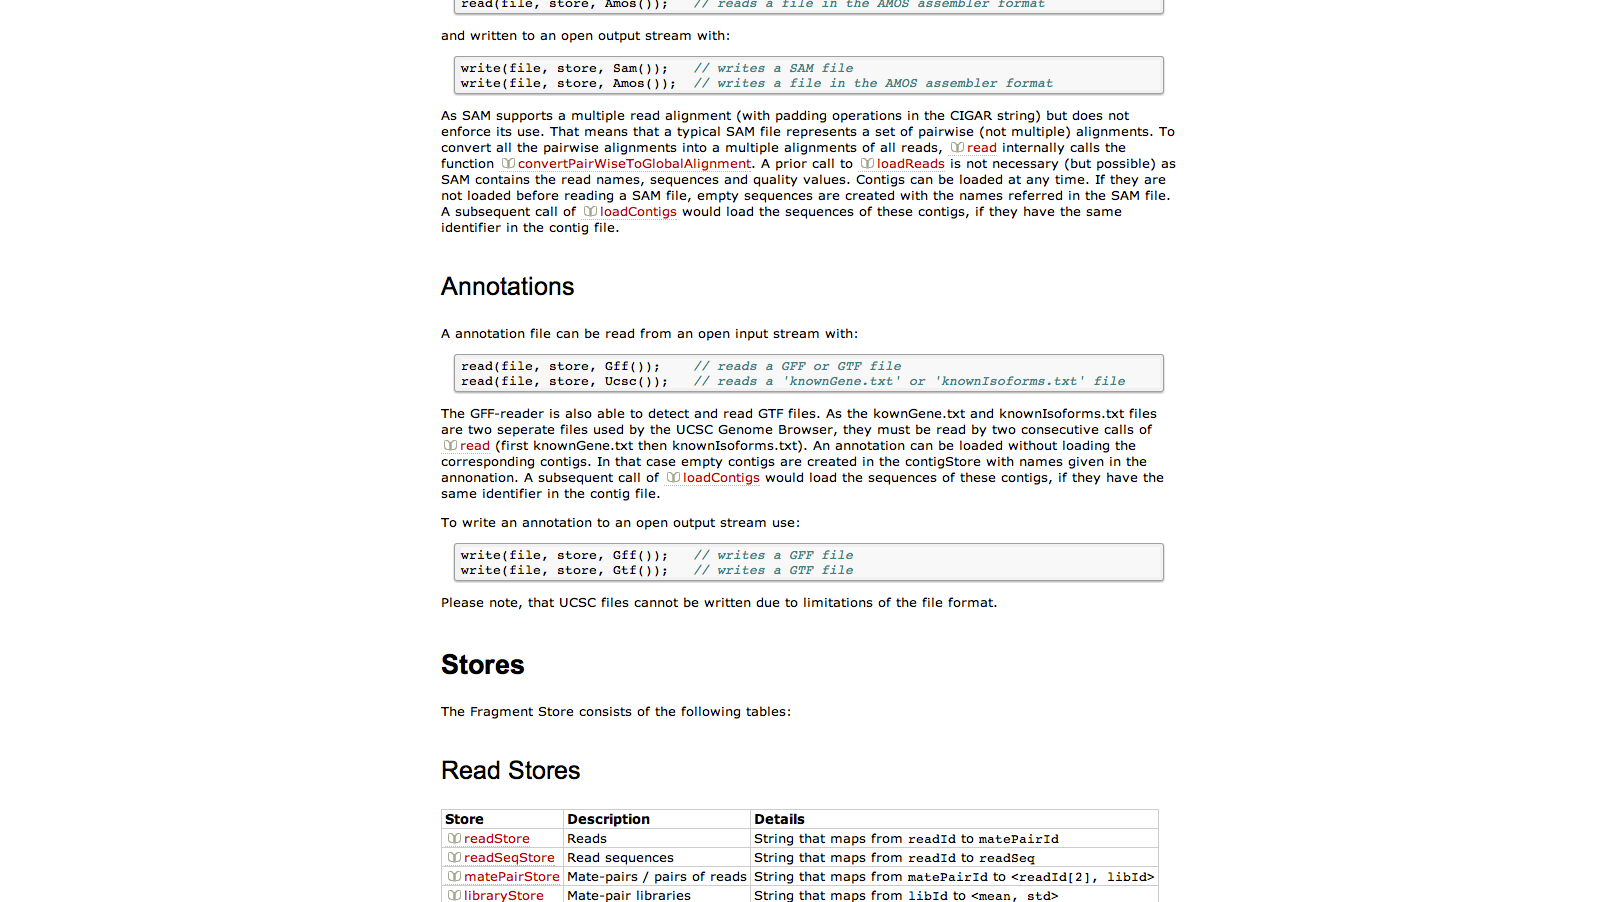 read(file, store, Amos());   // reads a file in the AMOS assembler format
and written to an open output stream with:
write(file, store, Sam());   // writes a SAM file
write(file, store, Amos());  // writes a file in the AMOS assembler format
As SAM supports a multiple read alignment (with padding operations in the CIGAR string) but does not
enforce its use. That means that a typical SAM file represents a set of pairwise (not multiple) alignments. To
convert all the pairwise alignments into a multiple alignments of all reads, read internally calls the
function convertPairWiseToGlobalAlignment. A prior call to loadReads is not necessary (but possible) as
SAM contains the read names, sequences and quality values. Contigs can be loaded at any time. If they are
not loaded before reading a SAM file, empty sequences are created with the names referred in the SAM file.
A subsequent call of loadContigs would load the sequences of these contigs, if they have the same
identifier in the contig file.
Annotations
A annotation file can be read from an open input stream with:
read(file, store, Gff());    // reads a GFF or GTF file
read(file, store, Ucsc());   // reads a 'knownGene.txt' or 'knownIsoforms.txt' file
The GFF-reader is also able to detect and read GTF files. As the kownGene.txt and knownIsoforms.txt files
are two seperate files used by the UCSC Genome Browser, they must be read by two consecutive calls of
read (first knownGene.txt then knownIsoforms.txt). An annotation can be loaded without loading the
corresponding contigs. In that case empty contigs are created in the contigStore with names given in the
annonation. A subsequent call of loadContigs would load the sequences of these contigs, if they have the
same identifier in the contig file.
To write an annotation to an open output stream use:
write(file, store, Gff());   // writes a GFF file
write(file, store, Gtf());   // writes a GTF file
Please note, that UCSC files cannot be written due to limitations of the file format.
Stores
The Fragment Store consists of the following tables:
Read Stores
Store Description Details
readStore Reads String that maps from readId to matePairId
readSeqStore Read sequences String that maps from readId to readSeq
matePairStore Mate-pairs / pairs of reads String that maps from matePairId to <readId[2], libId>
libraryStore Mate-pair libraries String that maps from libId to <mean, std>